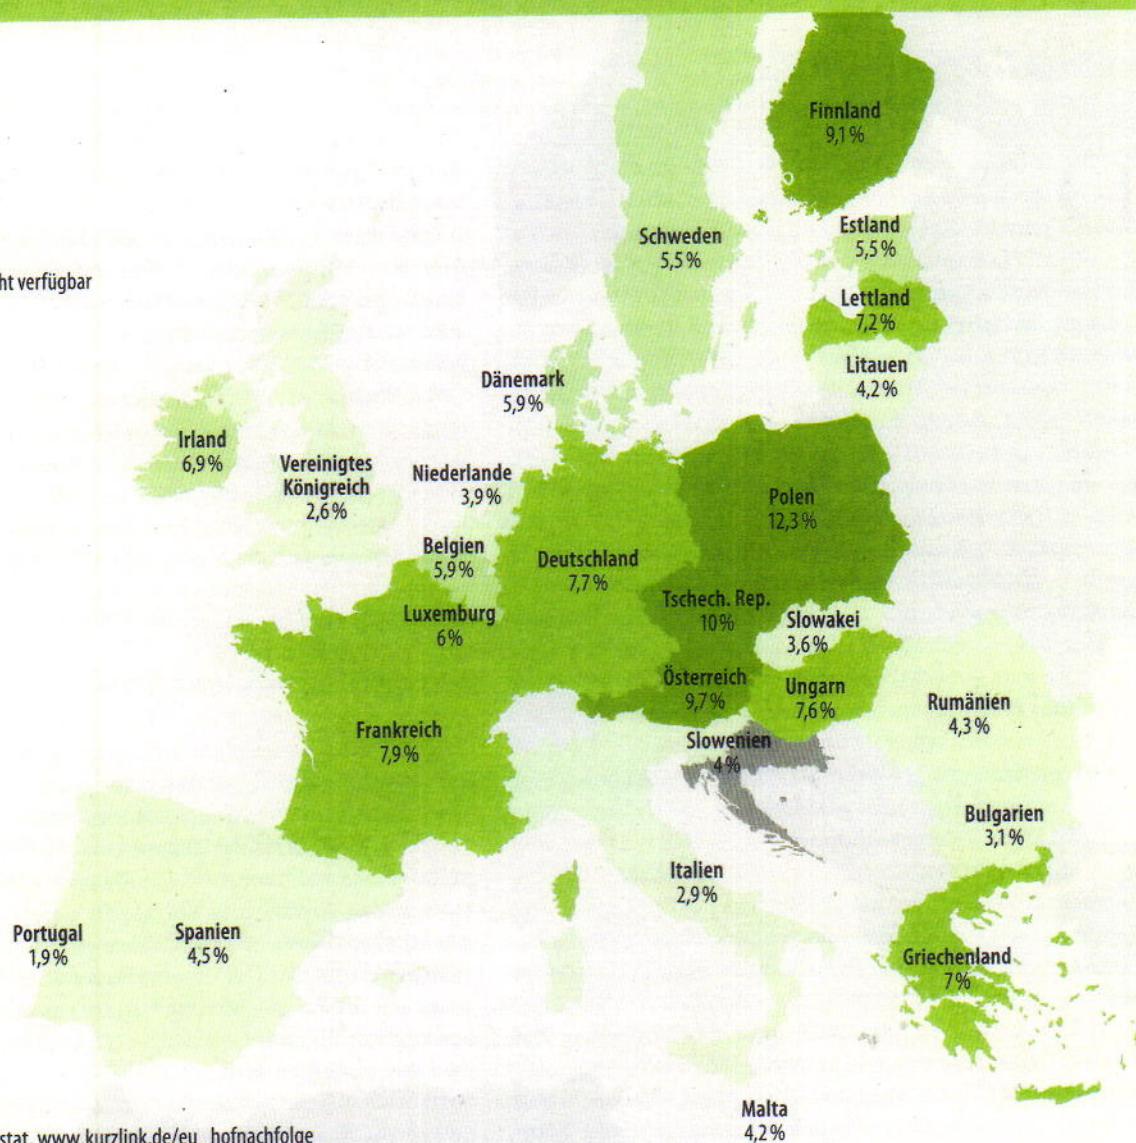 Finnland
9,1%
Schweden
5,5%
Estland
5,5%
ht verfügbar
Lettland
7,2%
Litauen
4,2%
Dänemark
5,9%
Irland
6,9%
Vereinigtes
Königreich
2,6%
Niederlande
3,9%
Polen
12,3%
Belgien
5,9%
Deutschland
7,7%
Tschech. Rep.
10%
Luxemburg
6%
Slowakei
3,6%
Österreich
9,7%
Ungarn
7,6%
Rumänien
4,3%
Frankreich
7,9%
Slowenien
4%
Bulgarien
3,1%
Italien
2,9%
Portugal
1,9%
Spanien
4,5%
Griechenland
7%
Malta
4,2%
stat, www.kurzlink.de/eu_hofnachfolge